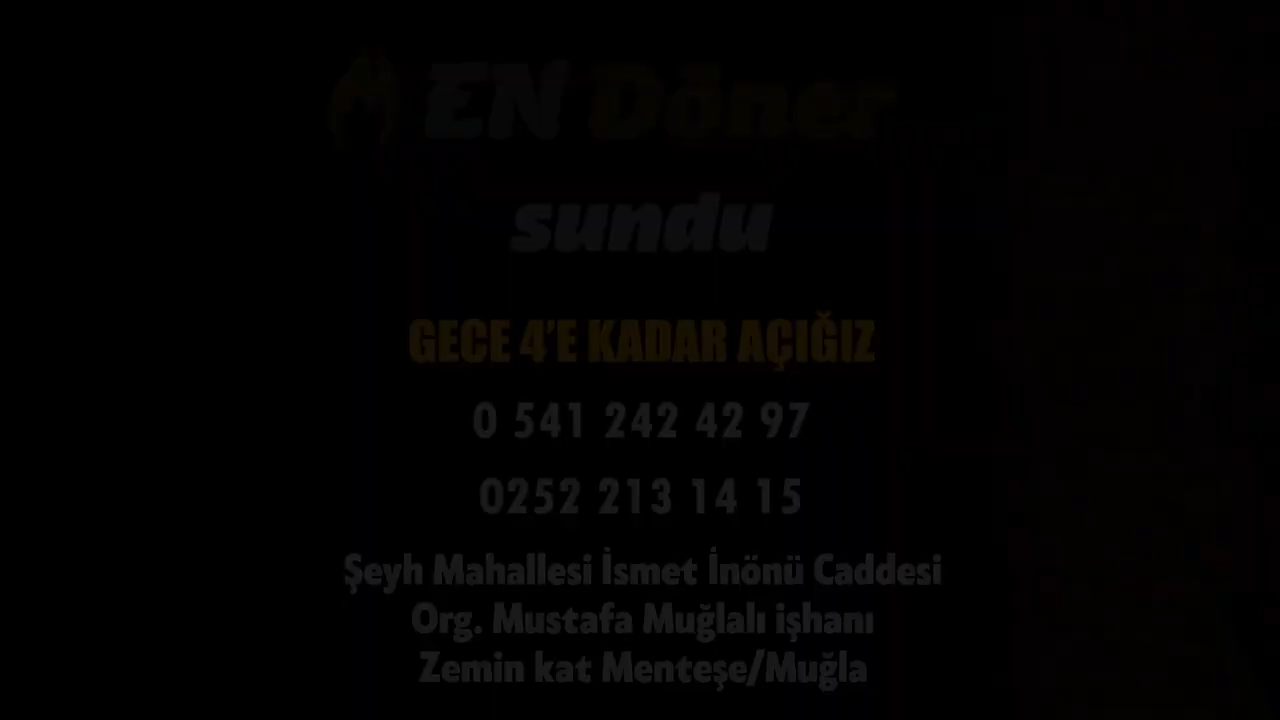 EN Döner
sundu
GECE 4'E KADAR AÇIĞIZ
0 541 242 42 97
0252 213 14 15
Şeyh Mahallesi İsmet İnönü Caddesi
Org. Mustafa Muğlalı işhanı
Zemin kat Menteşe/Muğla